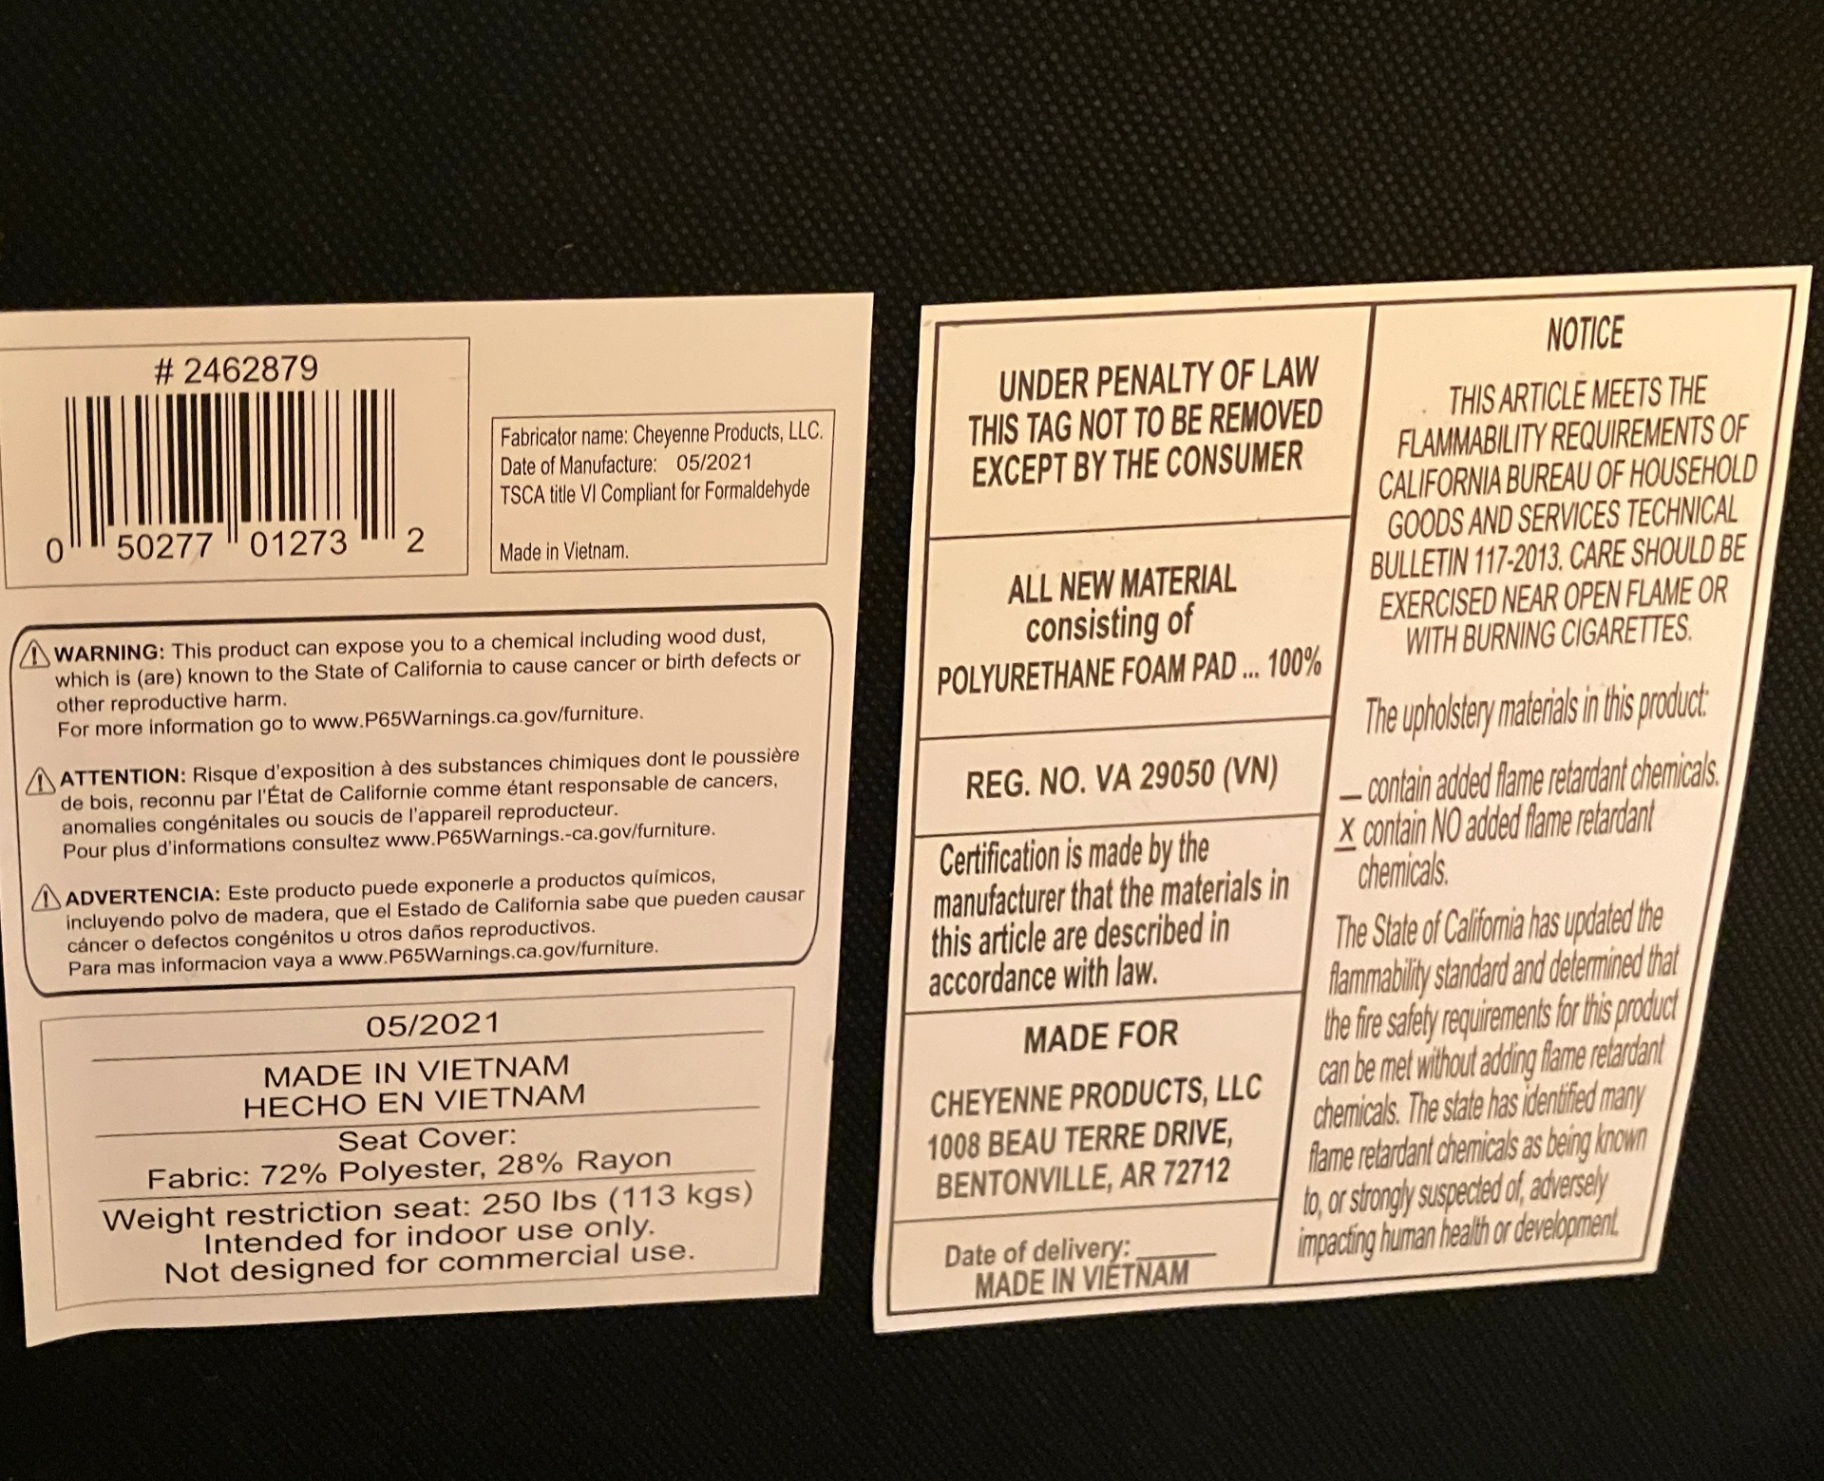 # 2462879
0 50277 01273 2
Fabricator name: Cheyenne Products, LLC.
Date of Manufacture: 05/2021
TSCA title VI Compliant for Formaldehyde
Made in Vietnam.
⚠ WARNING: This product can expose you to a chemical including wood dust,
which is (are) known to the State of California to cause cancer or birth defects or
other reproductive harm.
For more information go to www.P65Warnings.ca.gov/furniture.
⚠ ATTENTION: Risque d'exposition à des substances chimiques dont le poussière
de bois, reconnu par l'État de Californie comme étant responsable de cancers,
anomalies congénitales ou soucis de l'appareil reproducteur.
Pour plus d'informations consultez www.P65Warnings.-ca.gov/furniture.
⚠ ADVERTENCIA: Este producto puede exponerle a productos químicos,
incluyendo polvo de madera, que el Estado de California sabe que pueden causar
cáncer o defectos congénitos u otros daños reproductivos.
Para mas informacion vaya a www.P65Warnings.ca.gov/furniture.
05/2021
MADE IN VIETNAM
HECHO EN VIETNAM
Seat Cover:
Fabric: 72% Polyester, 28% Rayon
Weight restriction seat: 250 lbs (113 kgs)
Intended for indoor use only.
Not designed for commercial use.
UNDER PENALTY OF LAW
THIS TAG NOT TO BE REMOVED
EXCEPT BY THE CONSUMER
ALL NEW MATERIAL
consisting of
POLYURETHANE FOAM PAD ... 100%
REG. NO. VA 29050 (VN)
Certification is made by the
manufacturer that the materials in
this article are described in
accordance with law.
MADE FOR
CHEYENNE PRODUCTS, LLC
1008 BEAU TERRE DRIVE,
BENTONVILLE, AR 72712
Date of delivery: ______
MADE IN VIETNAM
NOTICE
THIS ARTICLE MEETS THE
FLAMMABILITY REQUIREMENTS OF
CALIFORNIA BUREAU OF HOUSEHOLD
GOODS AND SERVICES TECHNICAL
BULLETIN 117-2013. CARE SHOULD BE
EXERCISED NEAR OPEN FLAME OR
WITH BURNING CIGARETTES.
The upholstery materials in this product:
_ contain added flame retardant chemicals.
X contain NO added flame retardant
chemicals.
The State of California has updated the
flammability standard and determined that
the fire safety requirements for this product
can be met without adding flame retardant
chemicals. The state has identified many
flame retardant chemicals as being known
to, or strongly suspected of, adversely
impacting human health or development.